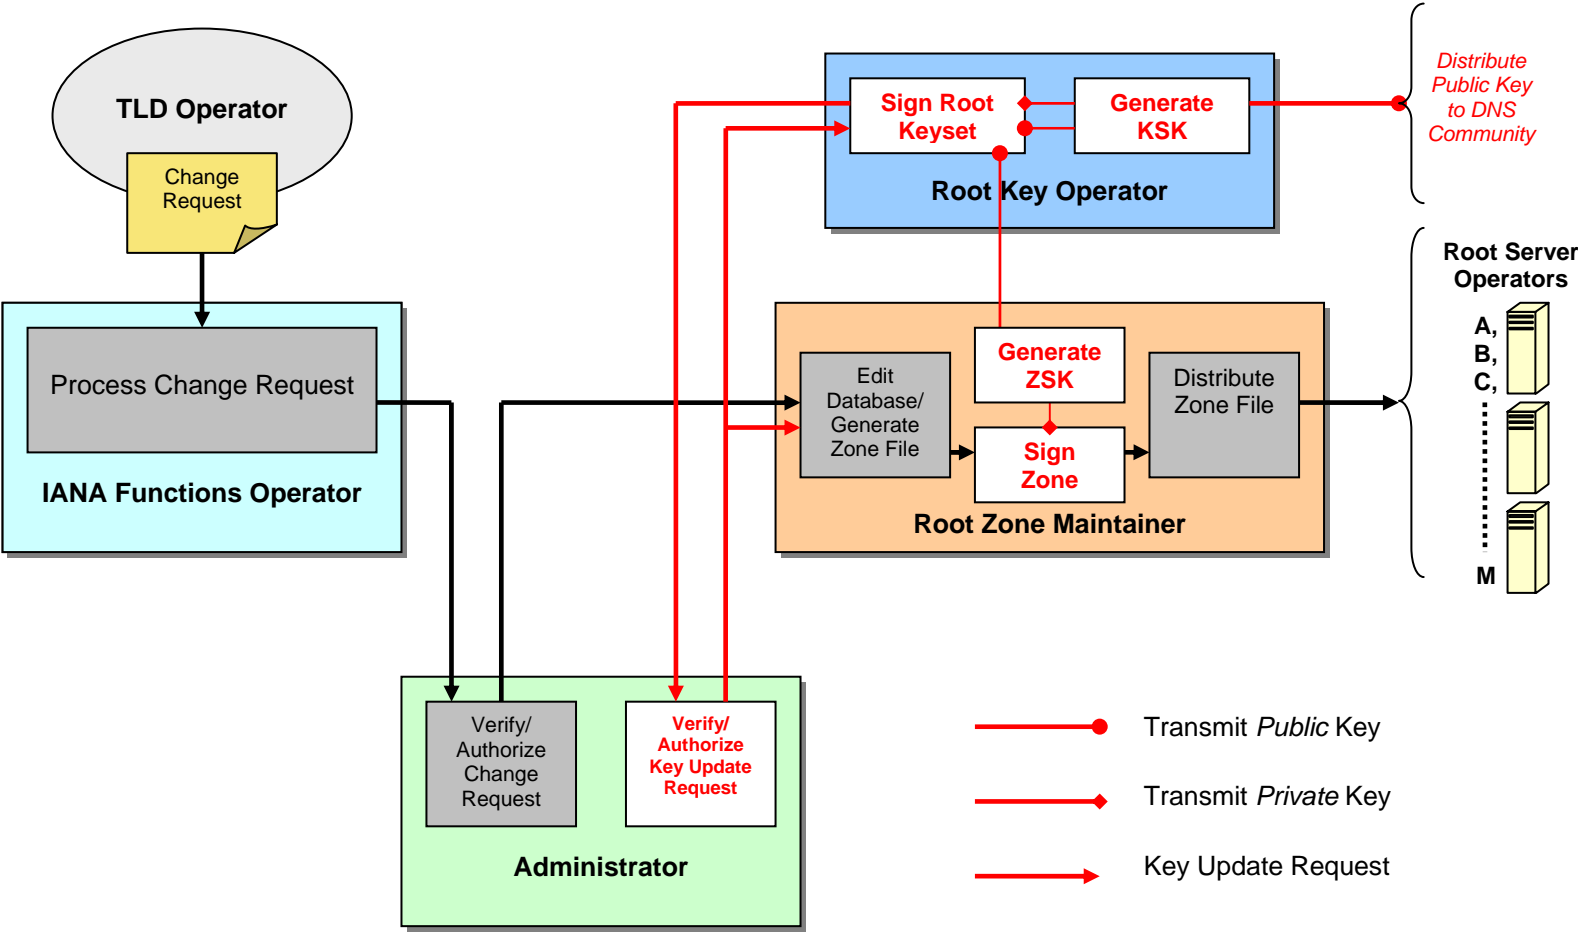 TLD Operator
Change
Request
Process Change Request
IANA Functions Operator
Sign Root
Keyset
Generate
KSK
Root Key Operator
Distribute
Public Key
to DNS
Community
Root Server
Operators
A,
B,
C,
M
Generate
ZSK
Edit
Database/
Generate
Zone File
Sign
Zone
Distribute
Zone File
Root Zone Maintainer
Verify/
Authorize
Change
Request
Verify/
Authorize
Key Update
Request
Administrator
Transmit Public Key
Transmit Private Key
Key Update Request